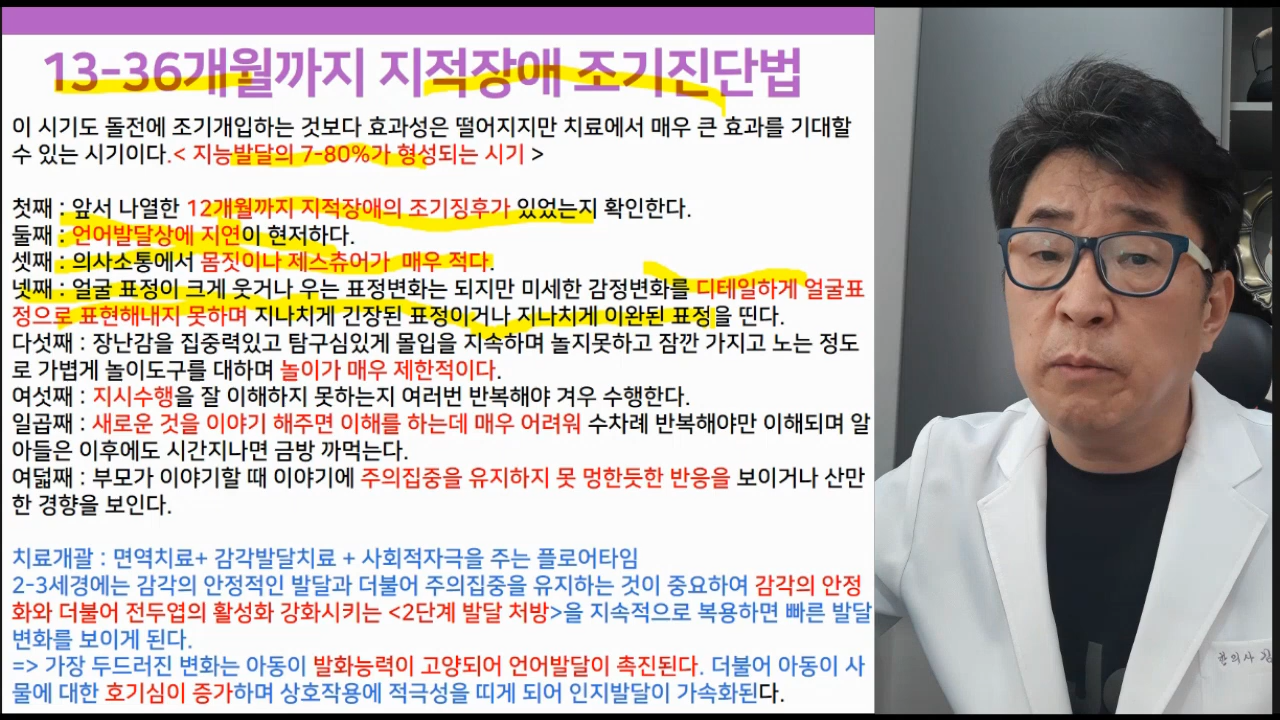 13-36개월까지 지적장애 조기진단법
이 시기도 돌전에 조기개입하는 것보다 효과성은 떨어지지만 치료에서 매우 큰 효과를 기대할
수 있는 시기이다.< 지능발달의 7-80%가 형성되는 시기 >
첫째 : 앞서 나열한 12개월까지 지적장애의 조기징후가 있었는지 확인한다.
둘째 : 언어발달상에 지연이 현저하다.
셋째 : 의사소통에서 몸짓이나 제스츄어가 매우 적다.
넷째 : 얼굴 표정이 크게 웃거나 우는 표정변화는 되지만 미세한 감정변화를 디테일하게 얼굴표
정으로 표현해내지 못하며 지나치게 긴장된 표정이거나 지나치게 이완된 표정을 띤다.
다섯째 : 장난감을 집중력있고 탐구심있게 몰입을 지속하며 놀지못하고 잠깐 가지고 노는 정도
로 가볍게 놀이도구를 대하며 놀이가 매우 제한적이다.
여섯째 : 지시수행을 잘 이해하지 못하는지 여러번 반복해야 겨우 수행한다.
일곱째 : 새로운 것을 이야기 해주면 이해를 하는데 매우 어려워 수차례 반복해야만 이해되며 알
아들은 이후에도 시간지나면 금방 까먹는다.
여덟째 : 부모가 이야기할 때 이야기에 주의집중을 유지하지 못 멍한듯한 반응을 보이거나 산만
한 경향을 보인다.
치료개괄 : 면역치료+ 감각발달치료 + 사회적자극을 주는 플로어타임
2-3세경에는 감각의 안정적인 발달과 더불어 주의집중을 유지하는 것이 중요하여 감각의 안정
화와 더불어 전두엽의 활성화 강화시키는 <2단계 발달 처방>을 지속적으로 복용하면 빠른 발달
변화를 보이게 된다.
=> 가장 두드러진 변화는 아동이 발화능력이 고양되어 언어발달이 촉진된다. 더불어 아동이 사
물에 대한 호기심이 증가하며 상호작용에 적극성을 띠게 되어 인지발달이 가속화된다.
한의사 김